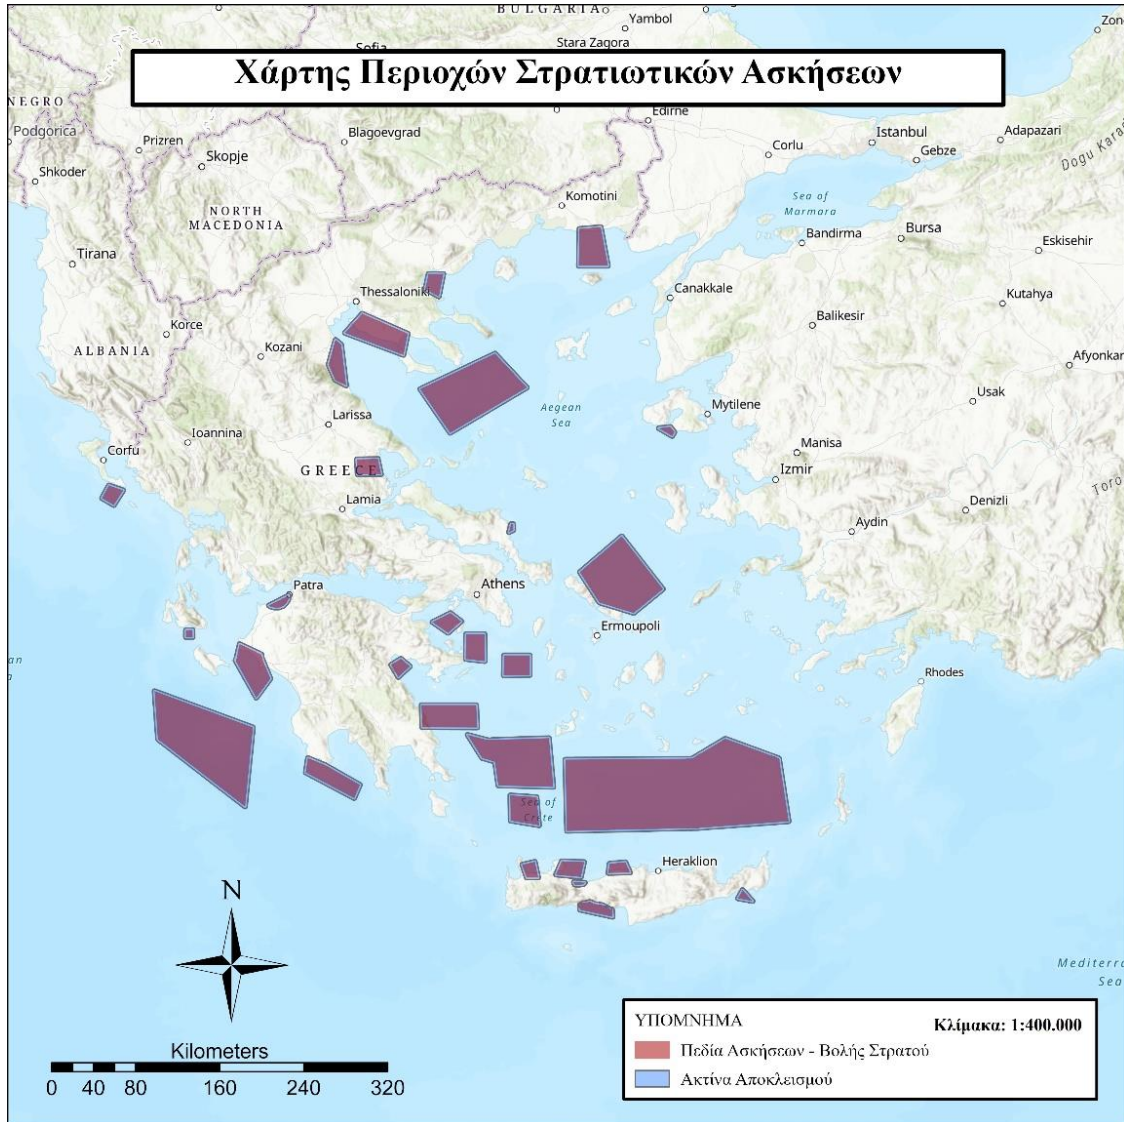 BULGARIA
Yambol
Zon
Stara Zagora
Sofia
Χάρτης Περιοχών Στρατιωτικών Ασκήσεων
NEGRO
Podgorica
Prizren
Blagoevgrad
Edirne
Istanbul
Adapazari
Corlu
Gebze
Dogu Karad
Skopje
Shkoder
Komotini
Sea of
Marmara
NORTH
MACEDONIA
Bandirma
Bursa
Eskisehir
Tirana
Canakkale
Kutahya
Thessaloniki
Korce
Balikesir
ALBANIA
Kozani
Afyonkar
Usak
Aegean
Sea
Mytilene
Larissa
Ioannina
Manisa
Corfu
GREECE
Izmir
Toro
Lamia
Denizli
Aydin
Patra
Athens
Ermoupoli
an
a
Rhodes
Sea of
Crete
Heraklion
N
Mediterra
Sea
ΥΠΟΜΝΗΜΑ
Κλίμακα: 1:400.000
Πεδία Ασκήσεων - Βολής Στρατού
Ακτίνα Αποκλεισμού
Kilometers
0 40 80 160 240 320